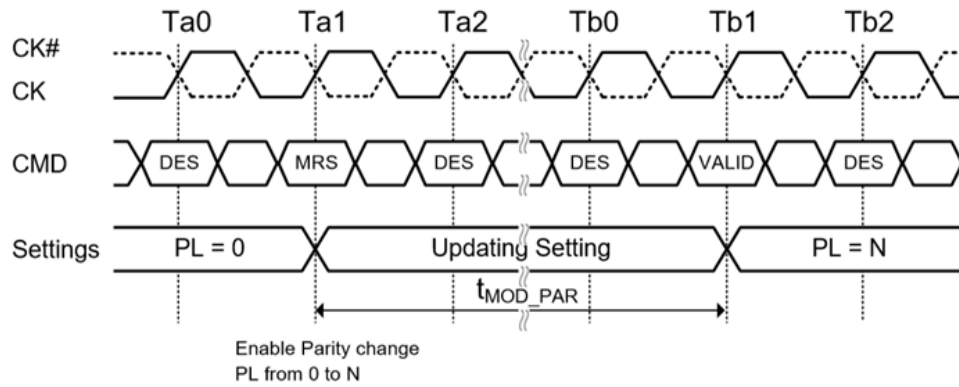 Ta0 Ta1 Ta2 Tb0 Tb1 Tb2
CK#
CK
CMD DES MRS DES DES VALID DES
Settings PL = 0 Updating Setting PL = N
tMOD_PAR
Enable Parity change
PL from 0 to N